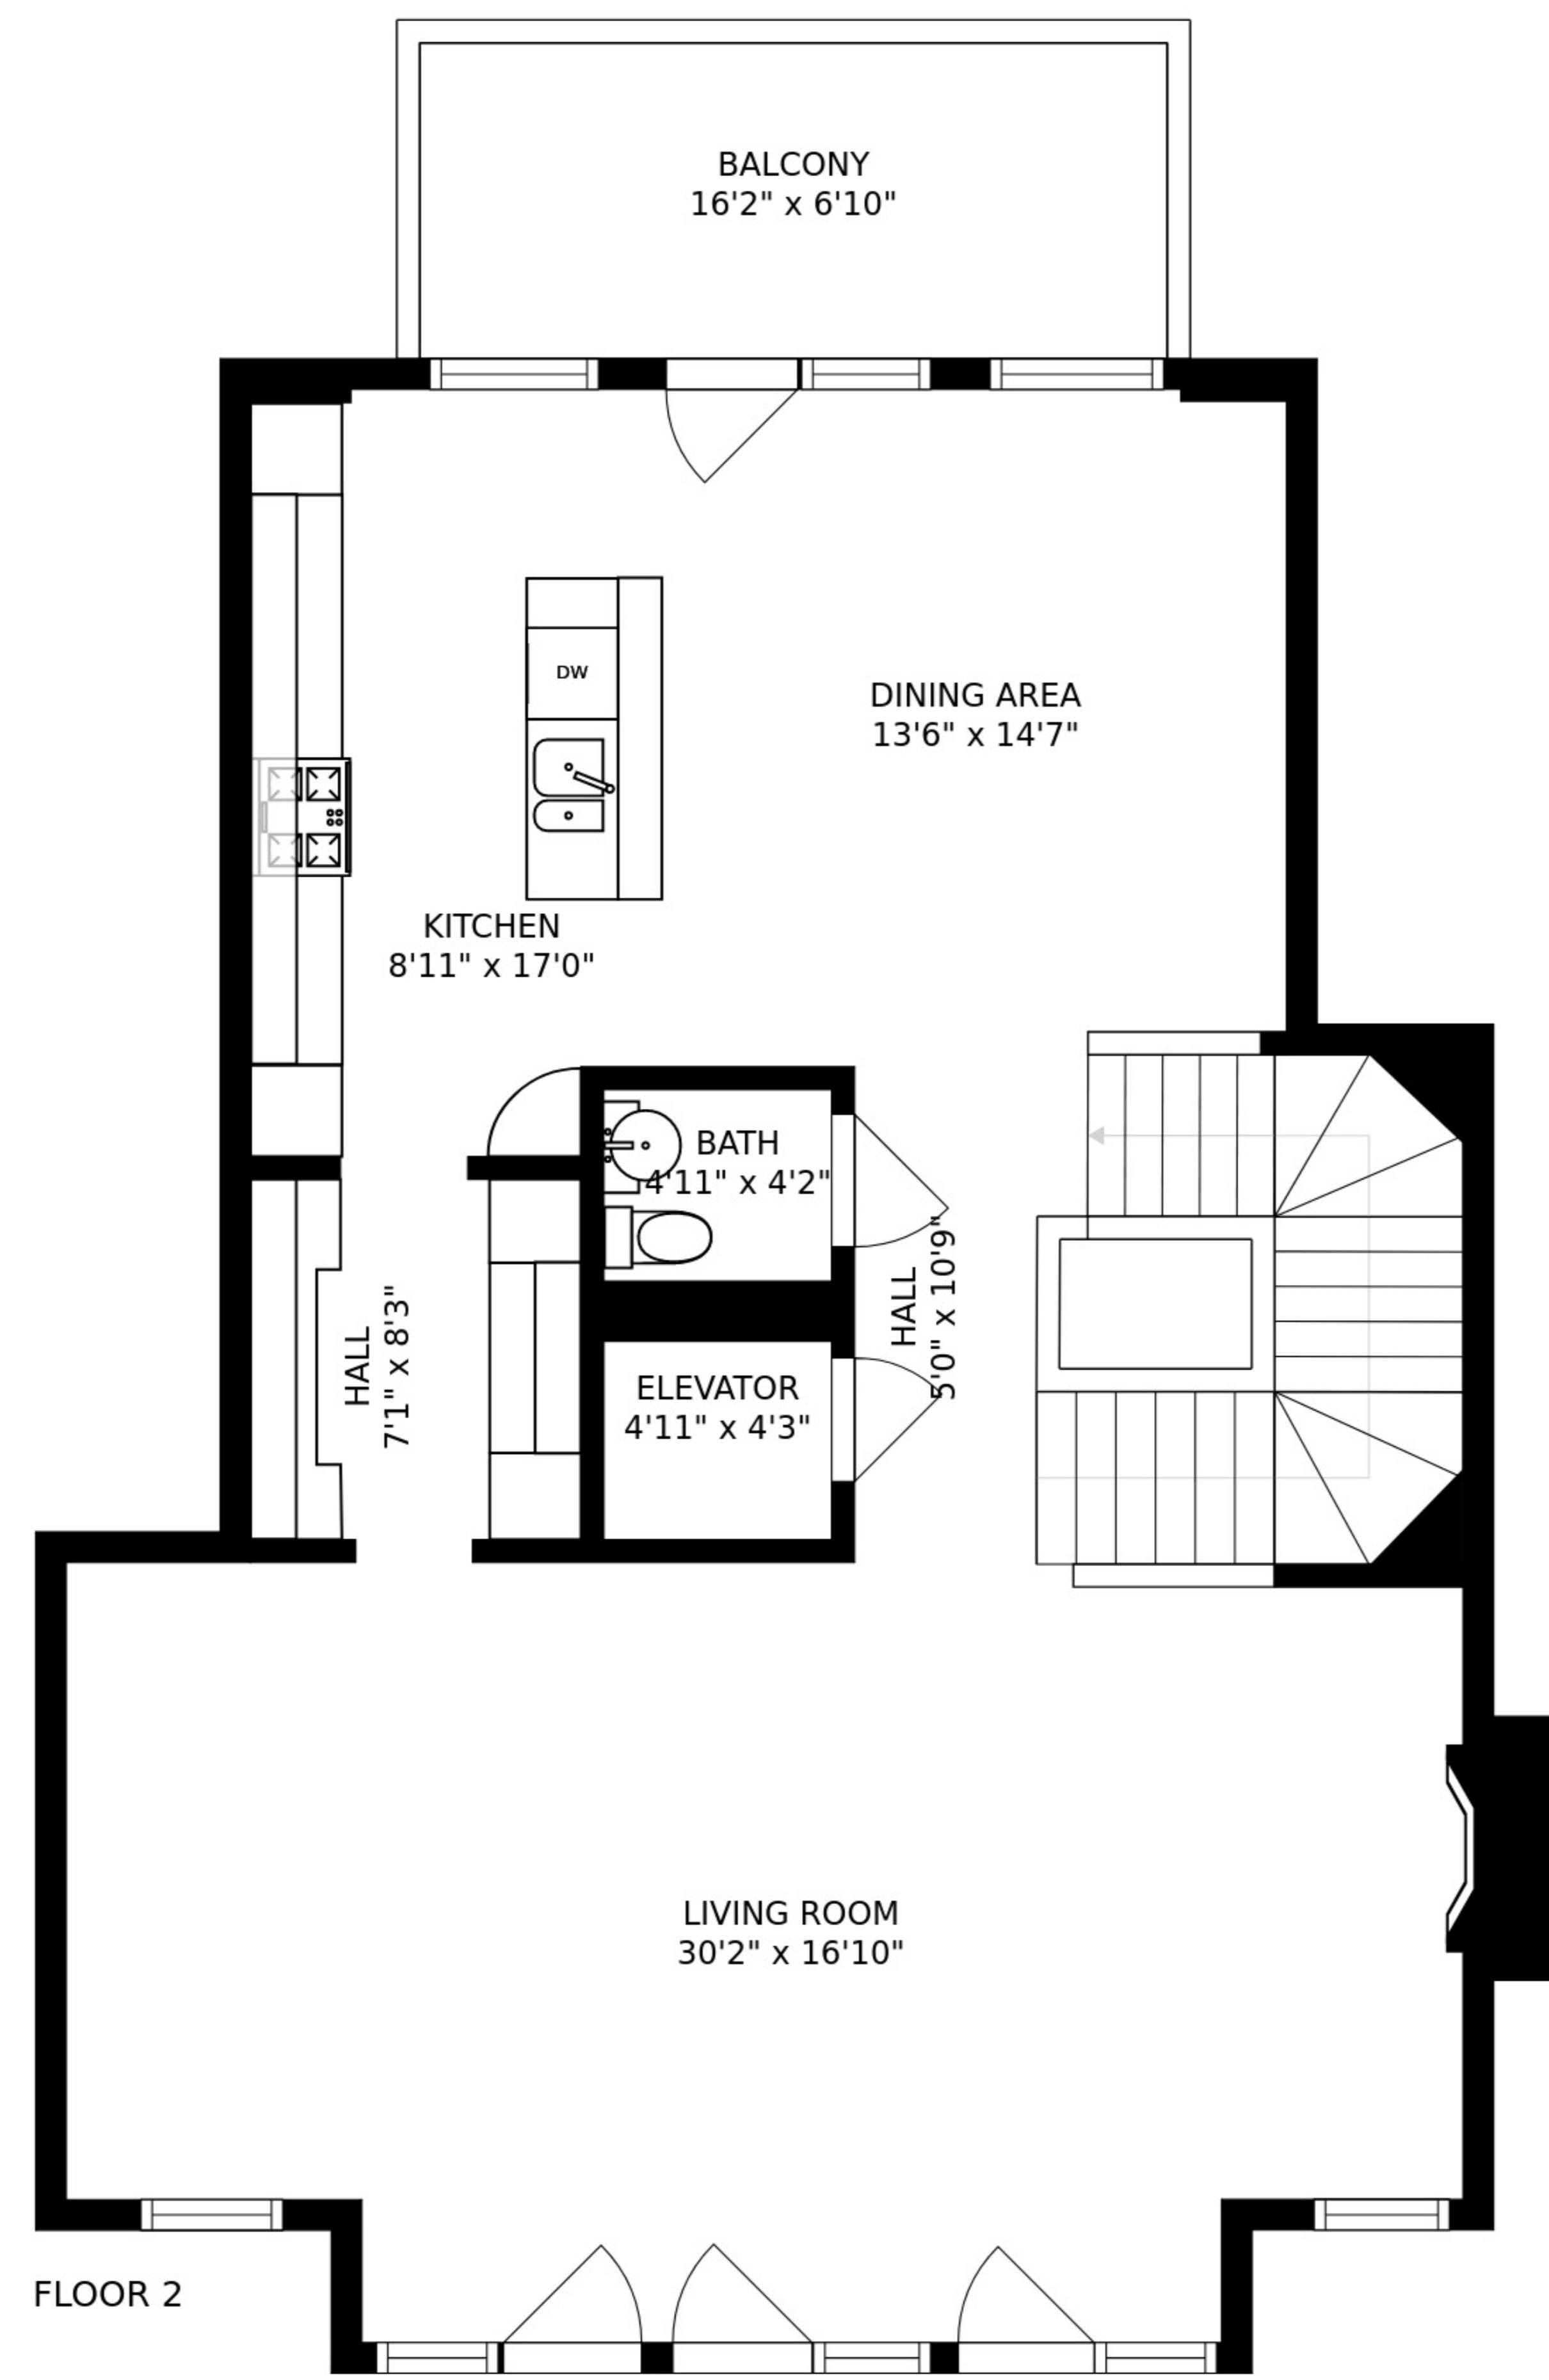 BALCONY
16'2" x 6'10"
DINING AREA
13'6" x 14'7"
DW
KITCHEN
8'11" x 17'0"
BATH
4'11" x 4'2"
HALL
5'0" x 10'9"
HALL
7'1" x 8'3"
ELEVATOR
4'11" x 4'3"
LIVING ROOM
30'2" x 16'10"
FLOOR 2